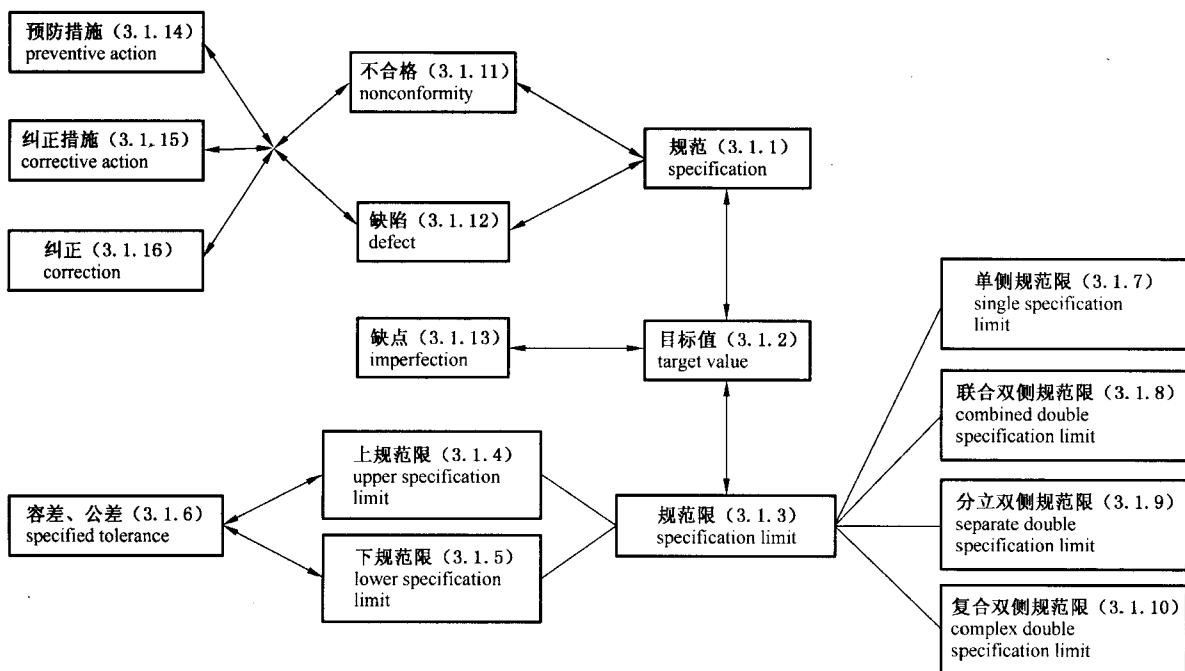 预防措施（3.1.14）
preventive action
纠正措施（3.1.15）
corrective action
纠正（3.1.16）
correction
不合格（3.1.11）
nonconformity
缺陷（3.1.12）
defect
规范（3.1.1）
specification
缺点（3.1.13）
imperfection
目标值（3.1.2）
target value
容差、公差（3.1.6）
specified tolerance
上规范限（3.1.4）
upper specification
limit
下规范限（3.1.5）
lower specification
limit
规范限（3.1.3）
specification limit
单侧规范限（3.1.7）
single specification
limit
联合双侧规范限（3.1.8）
combined double
specification limit
分立双侧规范限（3.1.9）
separate double
specification limit
复合双侧规范限（3.1.10）
complex double
specification limit